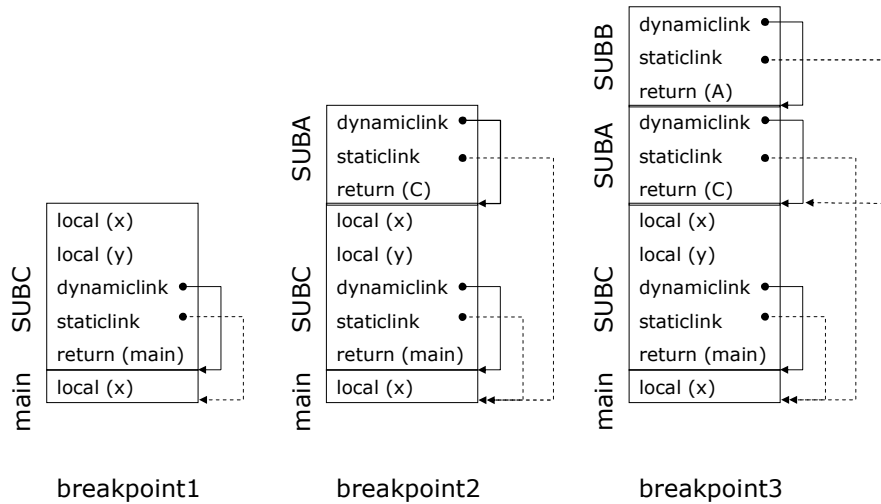 local (x)
local (y)
dynamiclink
staticlink
return (main)
local (x)
SUBC
main
breakpoint1
dynamiclink
staticlink
return (C)
local (x)
local (y)
dynamiclink
staticlink
return (main)
local (x)
SUBA
SUBC
main
breakpoint2
dynamiclink
staticlink
return (A)
dynamiclink
staticlink
return (C)
local (x)
local (y)
dynamiclink
staticlink
return (main)
local (x)
SUBB
SUBA
SUBC
main
breakpoint3